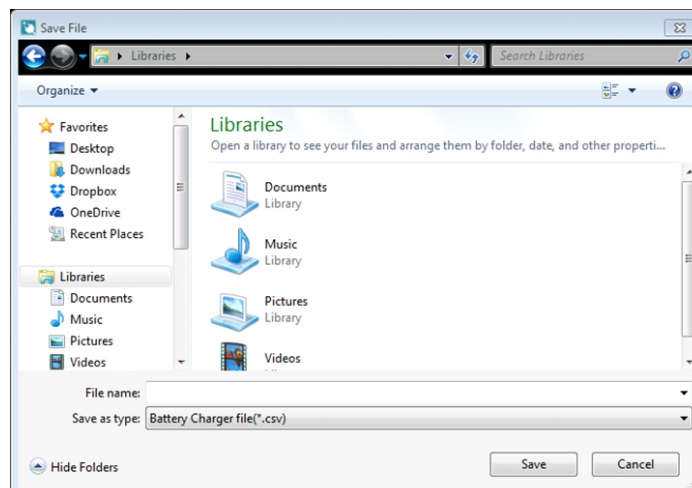 Save File
Libraries
Search Libraries
Organize
Favorites
Desktop
Downloads
Dropbox
OneDrive
Recent Places
Libraries
Documents
Music
Pictures
Videos
Libraries
Open a library to see your files and arrange them by folder, date, and other properti...
Documents
Library
Music
Library
Pictures
Library
Videos
File name:
Save as type: Battery Charger file(*.csv)
Hide Folders
Save
Cancel